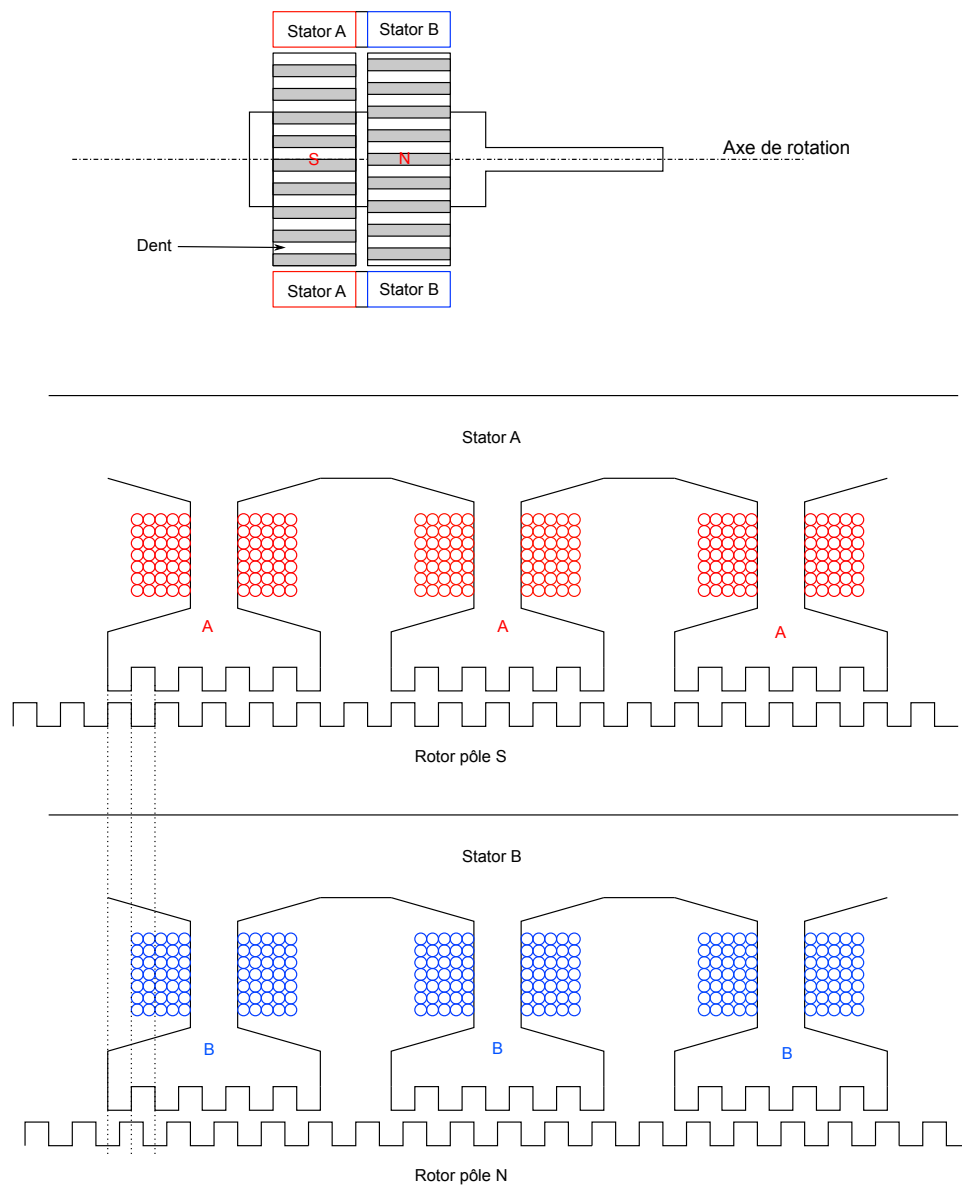 Stator A Stator B
S N
Axe de rotation
Dent
Stator A Stator B
Stator A
A A A
Rotor pôle S
Stator B
B B B
Rotor pôle N